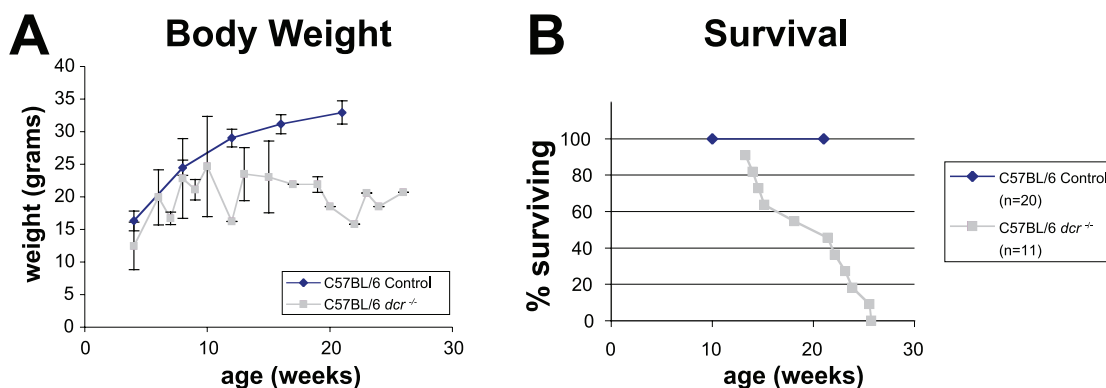 A Body Weight
40
35
30
25
20
15
10
5
0
weight (grams)
C57BL/6 Control
C57BL/6 dcr -/-
0 10 20 30
age (weeks)
B Survival
100
80
60
40
20
0
% surviving
0 10 20 30
age (weeks)
C57BL/6 Control
(n=20)
C57BL/6 dcr -/-
(n=11)